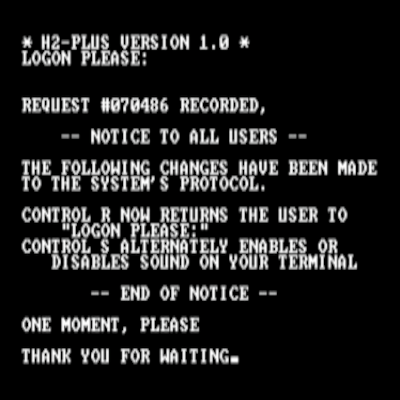 * H2-PLUS VERSION 1.0 *
LOGON PLEASE:
REQUEST #070486 RECORDED,
-- NOTICE TO ALL USERS --
THE FOLLOWING CHANGES HAVE BEEN MADE
TO THE SYSTEM'S PROTOCOL.
CONTROL R NOW RETURNS THE USER TO
"LOGON PLEASE:"
CONTROL S ALTERNATELY ENABLES OR
DISABLES SOUND ON YOUR TERMINAL
-- END OF NOTICE --
ONE MOMENT, PLEASE
THANK YOU FOR WAITING